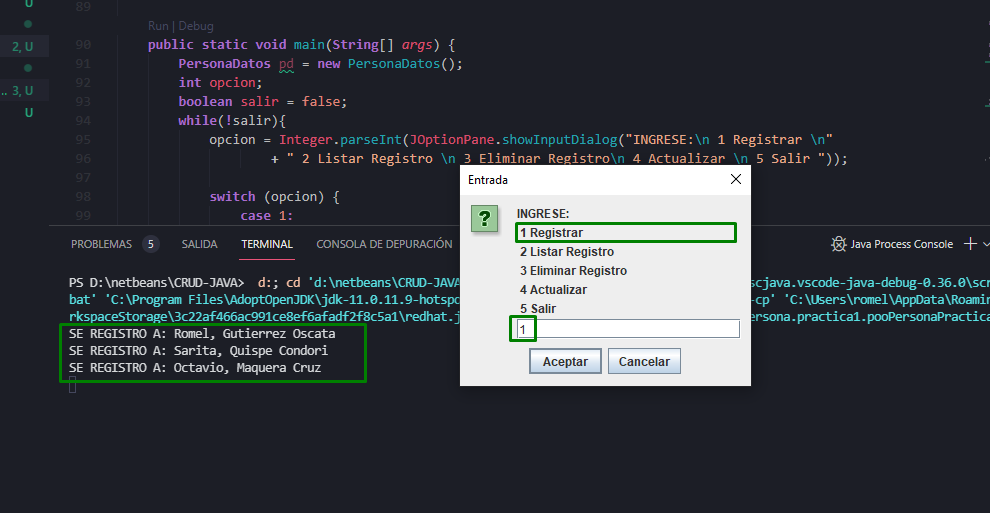 89
Run | Debug
2, U
90 public static void main(String[] args) {
91 PersonaDatos pd = new PersonaDatos();
92 int opcion;
.. 3, U
93 boolean salir = false;
U
94 while(!salir){
95 opcion = Integer.parseInt(JOptionPane.showInputDialog("INGRESE:\n 1 Registrar \n"
96 + " 2 Listar Registro \n 3 Eliminar Registro\n 4 Actualizar \n 5 Salir "));
97
98 switch (opcion) {
99 case 1:
Entrada
INGRESE:
1 Registrar
2 Listar Registro
3 Eliminar Registro
4 Actualizar
5 Salir
1
Aceptar Cancelar
PROBLEMAS 5 SALIDA TERMINAL CONSOLA DE DEPURACIÓN Java Process Console
PS D:\netbeans\CRUD-JAVA> d:; cd 'd:\netbeans\CRUD-JAVA scjava.vscode-java-debug-0.36.0\scr
bat' 'C:\Program Files\AdoptOpenJDK\jdk-11.0.11.9-hotspo -cp' 'C:\Users\romel\AppData\Roamin
rkspaceStorage\3c22af466ac991ce8ef6afadf2f8c5a1\redhat.j ersona.practica1.pooPersonaPractic
SE REGISTRO A: Romel, Gutierrez Oscata
SE REGISTRO A: Sarita, Quispe Condori
SE REGISTRO A: Octavio, Maquera Cruz